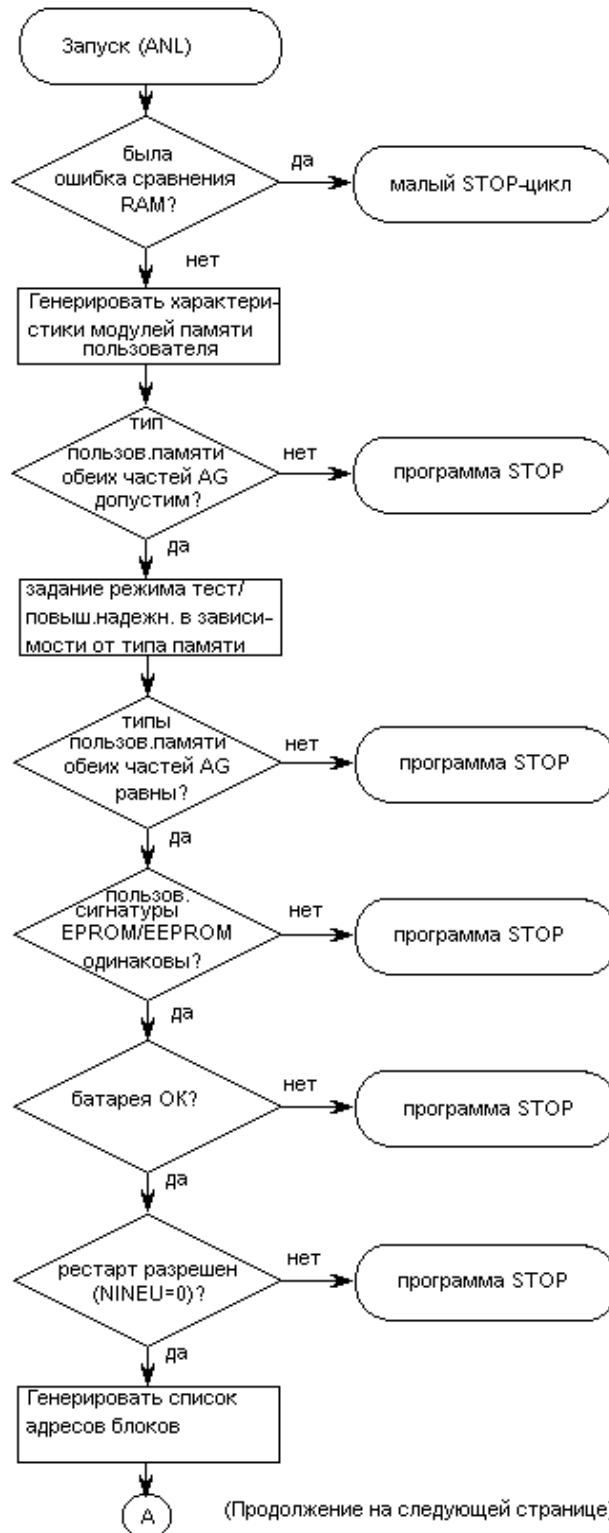 Запуск (ANL)
была
ошибка сравнения
RAM?
да
малый STOP-цикл
нет
Генерировать характери-
стики модулей памяти
пользователя
тип
пользов.памяти
обеих частей AG
допустим?
нет
программа STOP
да
задание режима тест/
повыш.надежн. в зависи-
мости от типа памяти
типы
пользов.памяти
обеих частей AG
равны?
нет
программа STOP
да
пользов.
сигнатуры
EPROM/EEPROM
одинаковы?
нет
программа STOP
да
батарея ОК?
нет
программа STOP
да
рестарт разрешен
(NINEU=0)?
нет
программа STOP
да
Генерировать список
адресов блоков
А
(Продолжение на следующей странице)